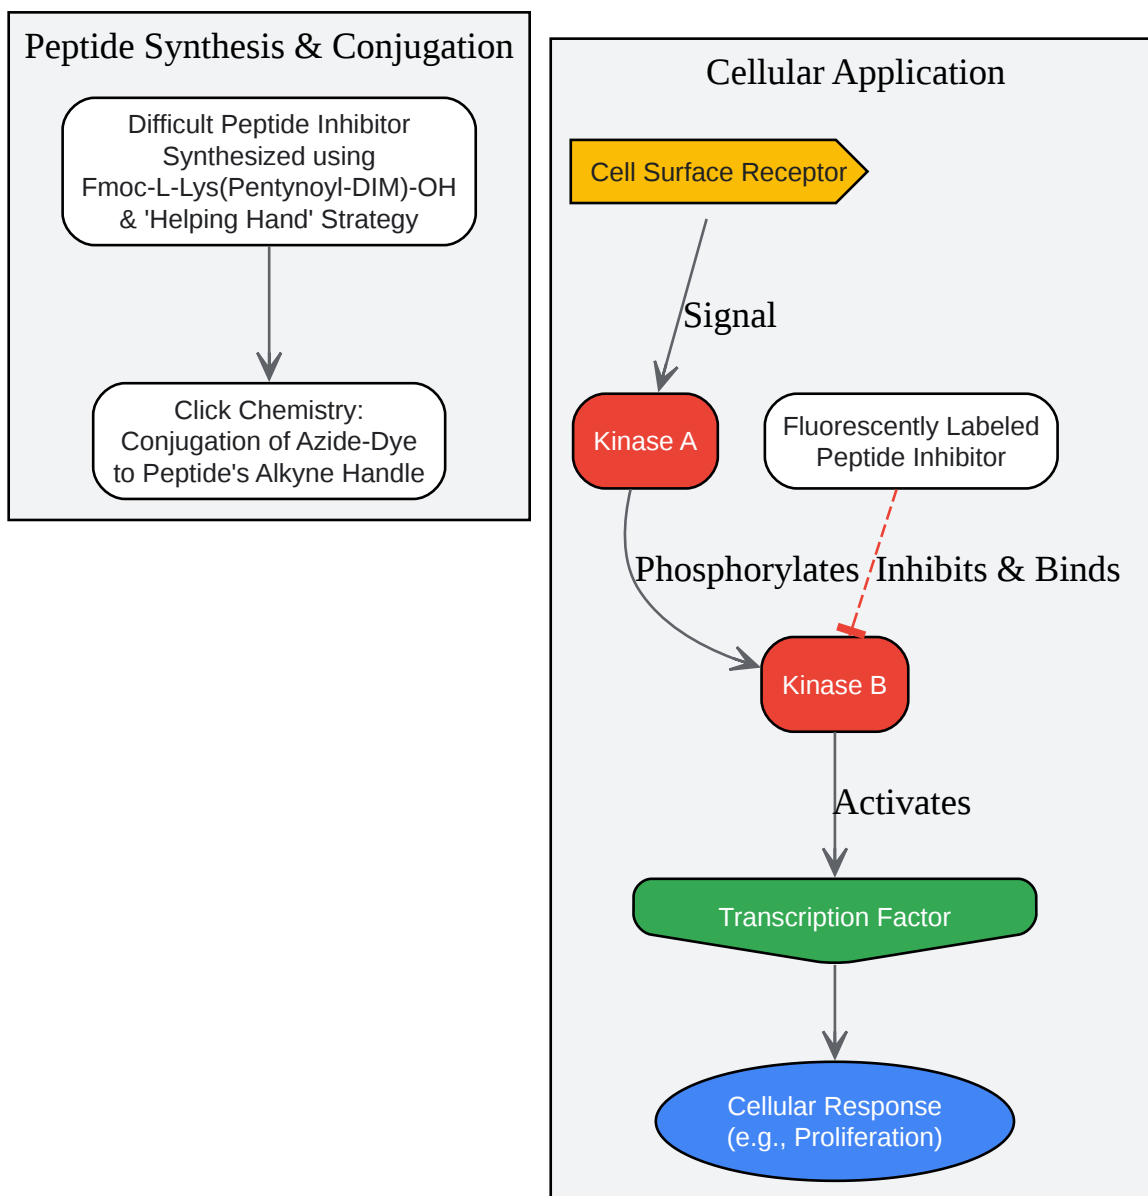 Peptide Synthesis & Conjugation
Difficult Peptide Inhibitor
Synthesized using
Fmoc-L-Lys(Pentynoyl-DIM)-OH
& 'Helping Hand' Strategy
Click Chemistry:
Conjugation of Azide-Dye
to Peptide's Alkyne Handle
Cellular Application
Cell Surface Receptor
Signal
Kinase A
Fluorescently Labeled
Peptide Inhibitor
Phosphorylates
Inhibits & Binds
Kinase B
Activates
Transcription Factor
Cellular Response
(e.g., Proliferation)